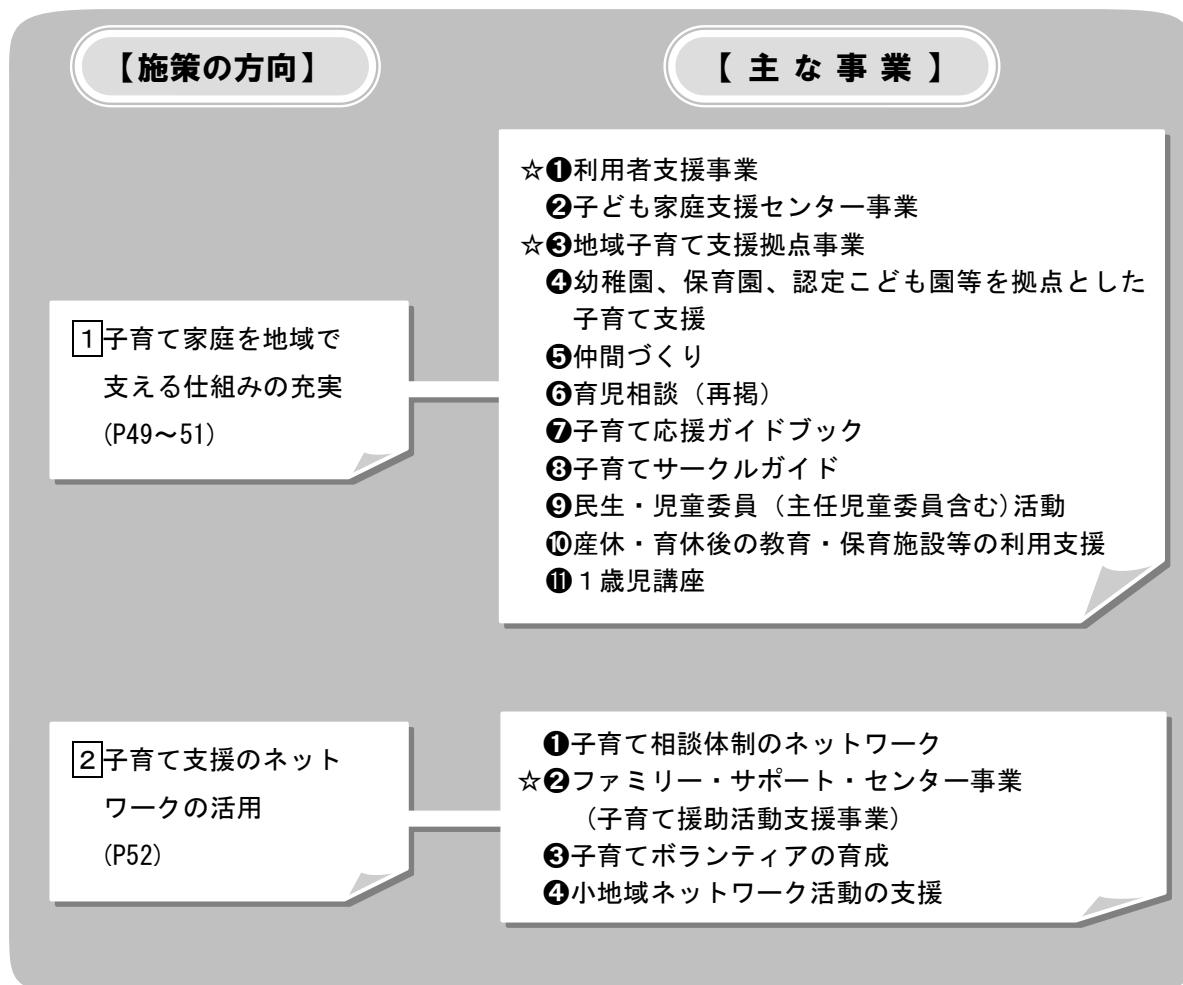 【施策の方向】
【 主 な 事 業 】
1子育て家庭を地域で
支える仕組みの充実
(P49～51)
☆❶利用者支援事業
❷子ども家庭支援センター事業
☆❸地域子育て支援拠点事業
❹幼稚園、保育園、認定こども園等を拠点とした
子育て支援
❺仲間づくり
❻育児相談（再掲）
❼子育て応援ガイドブック
❽子育てサークルガイド
❾民生・児童委員（主任児童委員含む)活動
❿産休・育休後の教育・保育施設等の利用支援
⓫１歳児講座
2子育て支援のネット
ワークの活用
(P52)
❶子育て相談体制のネットワーク
☆❷ファミリー・サポート・センター事業
（子育て援助活動支援事業）
❸子育てボランティアの育成
❹小地域ネットワーク活動の支援